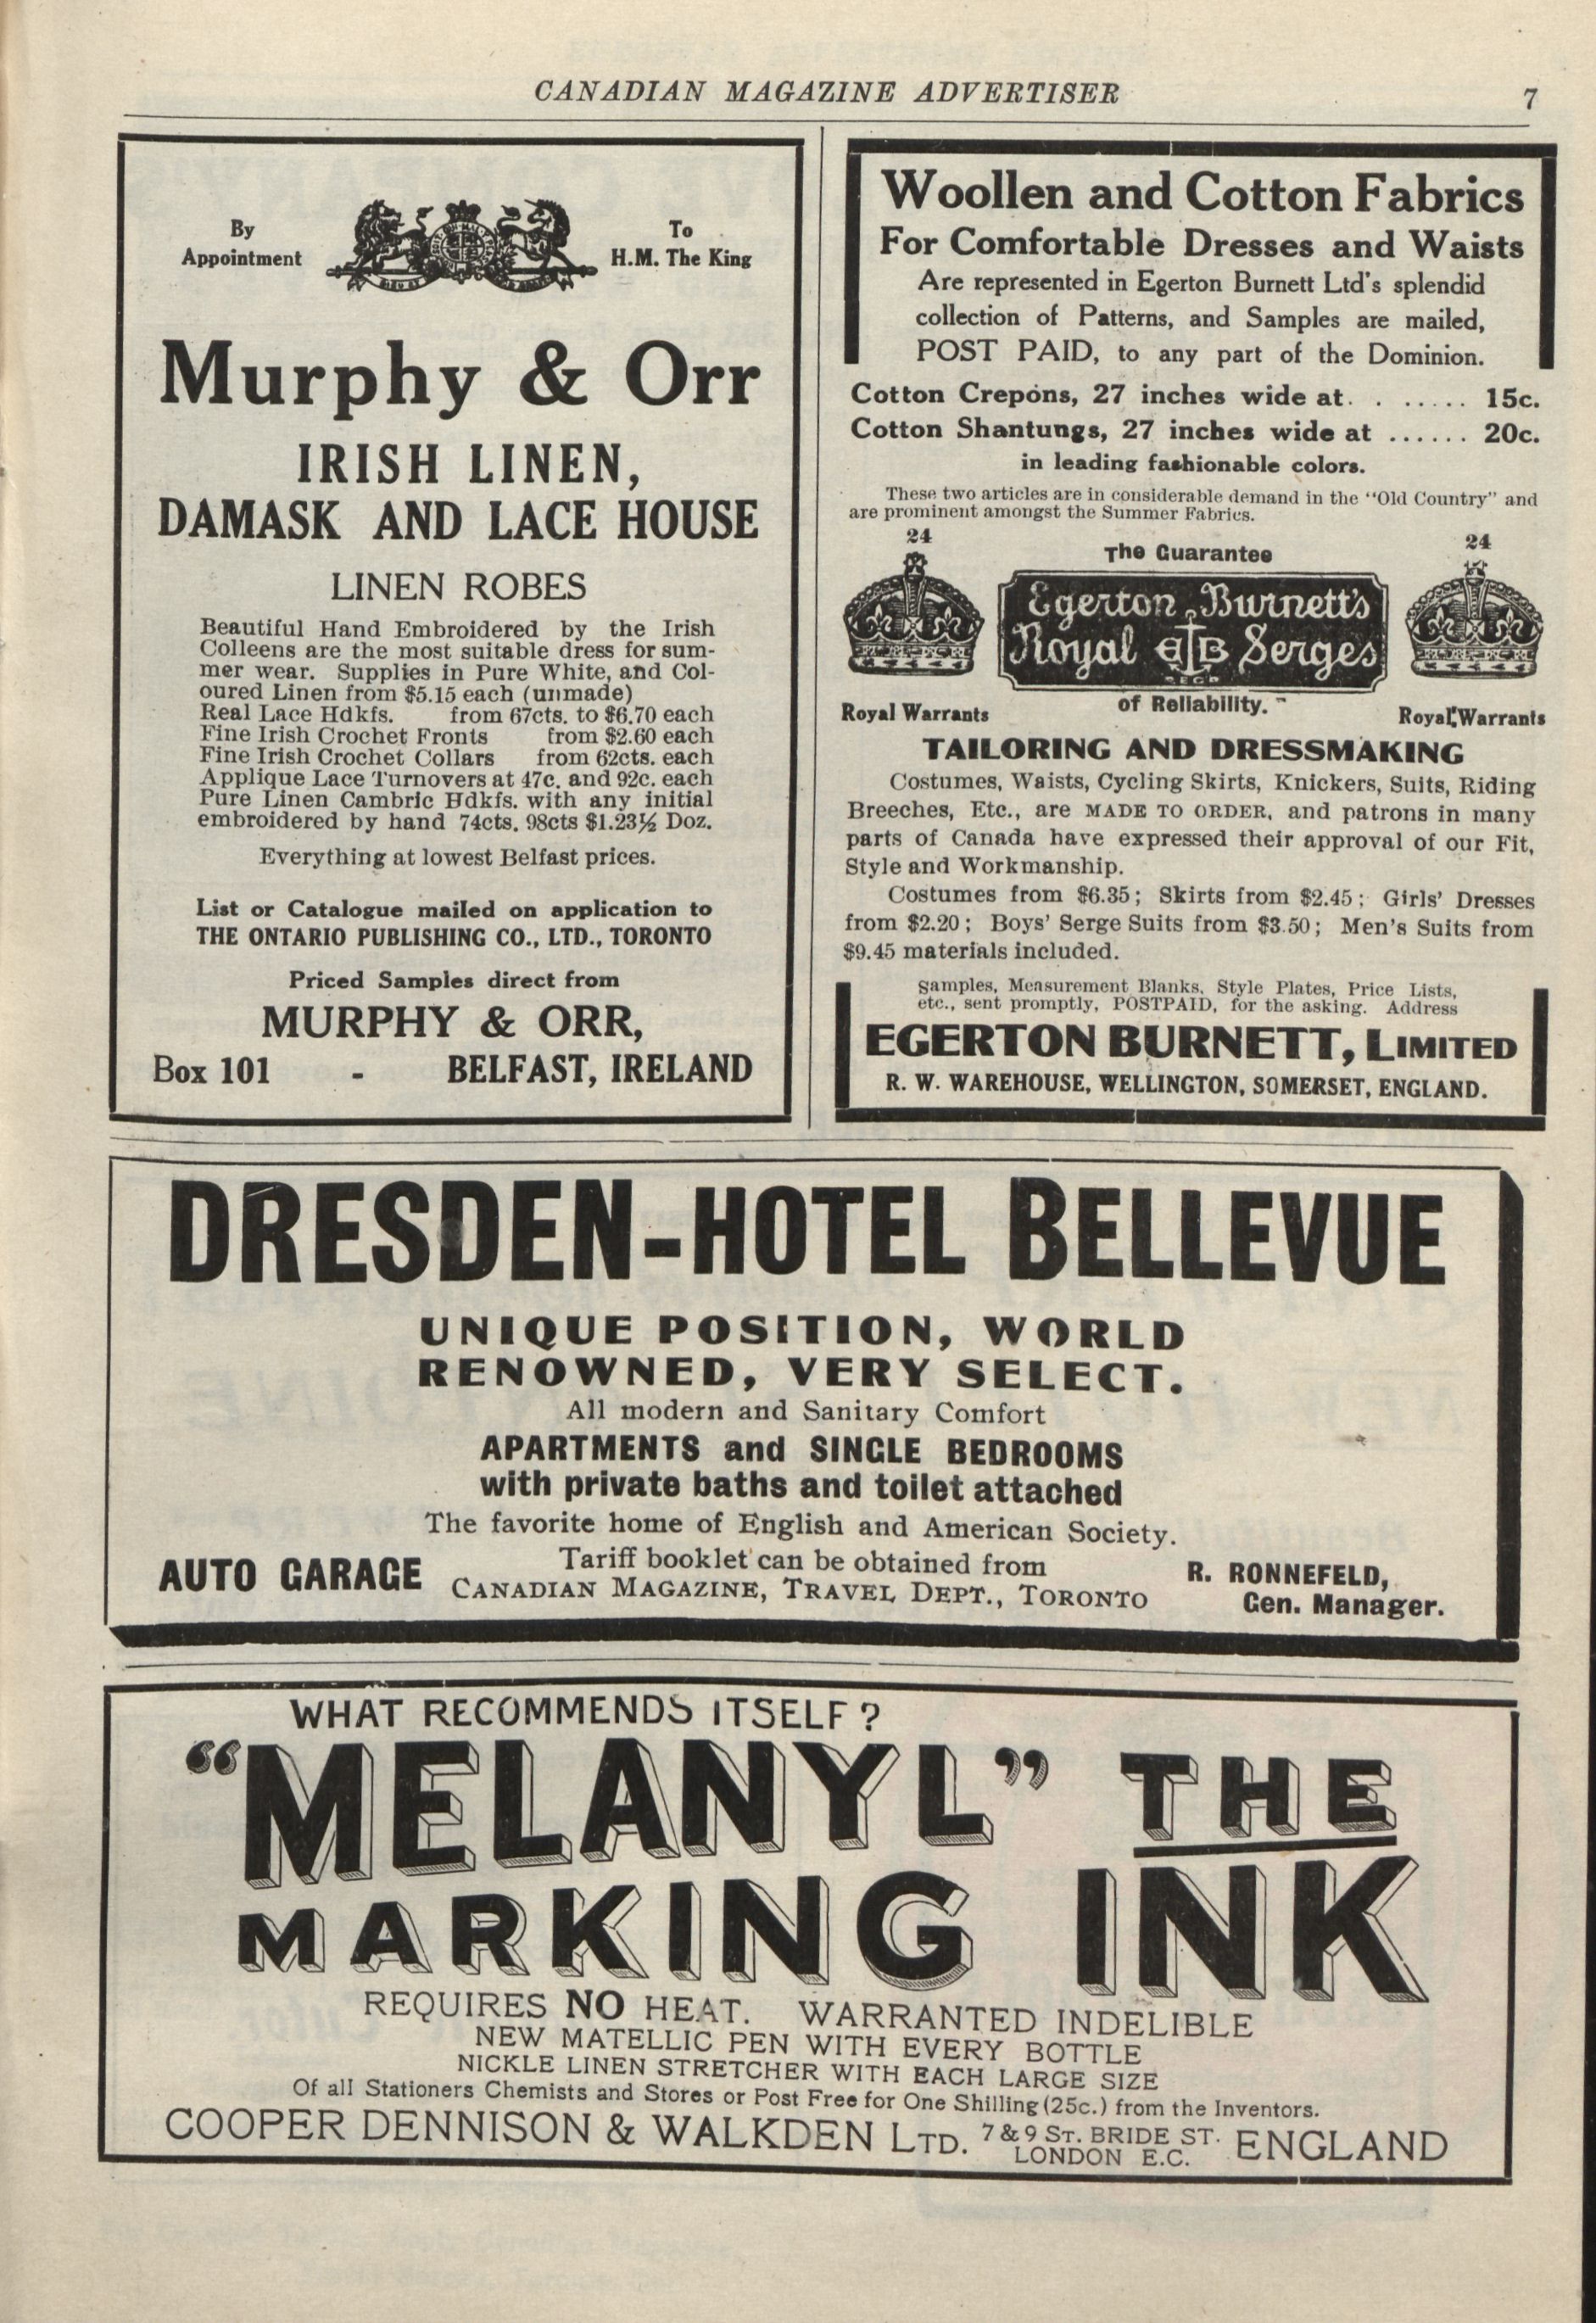 CANADIAN MAGAZINE ADVERTISER 7
By
Appointment
To
H.M. The King
Murphy & Orr
IRISH LINEN,
DAMASK AND LACE HOUSE
LINEN ROBES
Beautiful Hand Embroidered by the Irish
Colleens are the most suitable dress for sum-
mer wear. Supplies in Pure White, and Col-
oured Linen from $5.15 each (unmade)
Real Lace Hdkfs. from 67cts. to $6.70 each
Fine Irish Crochet Fronts from $2.60 each
Fine Irish Crochet Collars from 62cts. each
Applique Lace Turnovers at 47c. and 92c. each
Pure Linen Cambric Hdkfs. with any initial
embroidered by hand 74cts. 98cts $1.23½ Doz.
Everything at lowest Belfast prices.
List or Catalogue mailed on application to
THE ONTARIO PUBLISHING CO., LTD., TORONTO
Priced Samples direct from
MURPHY & ORR,
Box 101 - BELFAST, IRELAND
Woollen and Cotton Fabrics
For Comfortable Dresses and Waists
Are represented in Egerton Burnett Ltd's splendid
collection of Patterns, and Samples are mailed,
POST PAID, to any part of the Dominion.
Cotton Crepons, 27 inches wide at. . ...... 15c.
Cotton Shantungs, 27 inches wide at ...... 20c.
in leading fashionable colors.
These two articles are in considerable demand in the "Old Country" and
are prominent amongst the Summer Fabrics.
24
The Guarantee
24
Egerton Burnett's
Royal EB Serges
of Reliability.
Royal Warrants
Royal Warrants
TAILORING AND DRESSMAKING
Costumes, Waists, Cycling Skirts, Knickers, Suits, Riding
Breeches, Etc., are MADE TO ORDER, and patrons in many
parts of Canada have expressed their approval of our Fit,
Style and Workmanship.
Costumes from $6.35; Skirts from $2.45; Girls' Dresses
from $2.20; Boys' Serge Suits from $3.50; Men's Suits from
$9.45 materials included.
Samples, Measurement Blanks, Style Plates, Price Lists,
etc., sent promptly, POSTPAID, for the asking. Address
EGERTON BURNETT, LIMITED
R. W. WAREHOUSE, WELLINGTON, SOMERSET, ENGLAND.
DRESDEN-HOTEL BELLEVUE
UNIQUE POSITION, WORLD
RENOWNED, VERY SELECT.
All modern and Sanitary Comfort
APARTMENTS and SINGLE BEDROOMS
with private baths and toilet attached
The favorite home of English and American Society.
AUTO GARAGE
Tariff booklet can be obtained from
CANADIAN MAGAZINE, TRAVEL DEPT., TORONTO
R. RONNEFELD,
Gen. Manager.
WHAT RECOMMENDS ITSELF?
"MELANYL" THE
MARKING INK
REQUIRES NO HEAT. WARRANTED INDELIBLE
NEW MATELLIC PEN WITH EVERY BOTTLE
NICKLE LINEN STRETCHER WITH EACH LARGE SIZE
Of all Stationers Chemists and Stores or Post Free for One Shilling (25c.) from the Inventors.
COOPER DENNISON & WALKDEN LTD. 7 & 9 ST. BRIDE ST. ENGLAND
LONDON E.C.